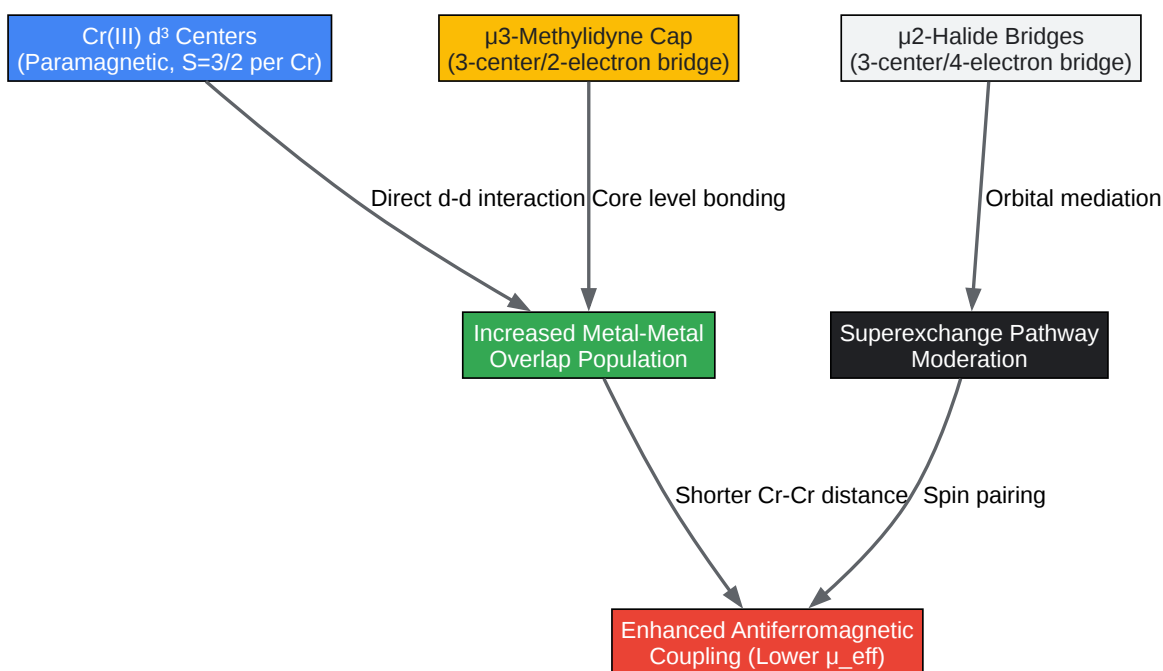 Cr(III) d³ Centers
(Paramagnetic, S=3/2 per Cr)
μ3-Methylidyne Cap
(3-center/2-electron bridge)
μ2-Halide Bridges
(3-center/4-electron bridge)
Direct d-d interaction
Core level bonding
Orbital mediation
Increased Metal-Metal
Overlap Population
Superexchange Pathway
Moderation
Shorter Cr-Cr distance
Spin pairing
Enhanced Antiferromagnetic
Coupling (Lower μ_eff)